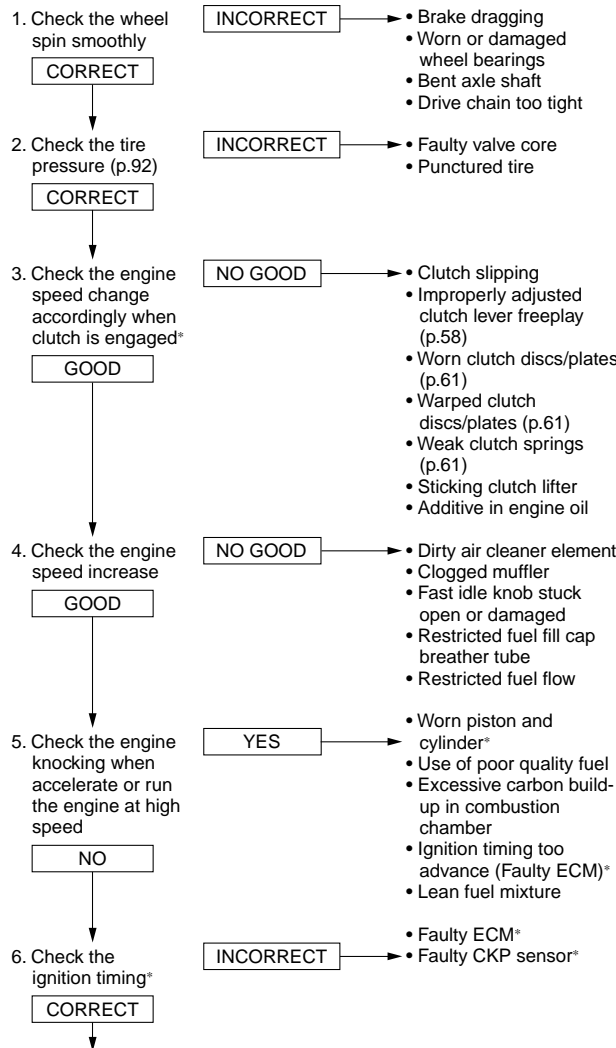 1. Check the wheel
spin smoothly
CORRECT
INCORRECT
• Brake dragging
• Worn or damaged
wheel bearings
• Bent axle shaft
• Drive chain too tight
2. Check the tire
pressure (p.92)
CORRECT
INCORRECT
• Faulty valve core
• Punctured tire
3. Check the engine
speed change
accordingly when
clutch is engaged*
GOOD
NO GOOD
• Clutch slipping
• Improperly adjusted
clutch lever freeplay
(p.58)
• Worn clutch discs/plates
(p.61)
• Warped clutch
discs/plates (p.61)
• Weak clutch springs
(p.61)
• Sticking clutch lifter
• Additive in engine oil
4. Check the engine
speed increase
GOOD
NO GOOD
• Dirty air cleaner element
• Clogged muffler
• Fast idle knob stuck
open or damaged
• Restricted fuel fill cap
breather tube
• Restricted fuel flow
5. Check the engine
knocking when
accelerate or run
the engine at high
speed
NO
YES
• Worn piston and
cylinder*
• Use of poor quality fuel
• Excessive carbon build-
up in combustion
chamber
• Ignition timing too
advance (Faulty ECM)*
• Lean fuel mixture
6. Check the
ignition timing*
CORRECT
INCORRECT
• Faulty ECM*
• Faulty CKP sensor*